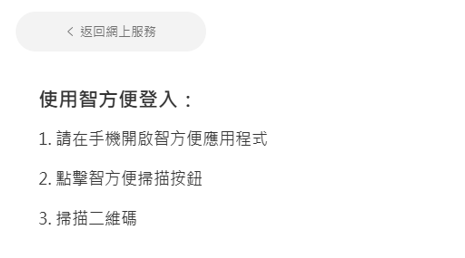 < 返回網上服務
使用智方便登入：
1. 請在手機開啟智方便應用程式
2. 點擊智方便掃描按鈕
3. 掃描二維碼